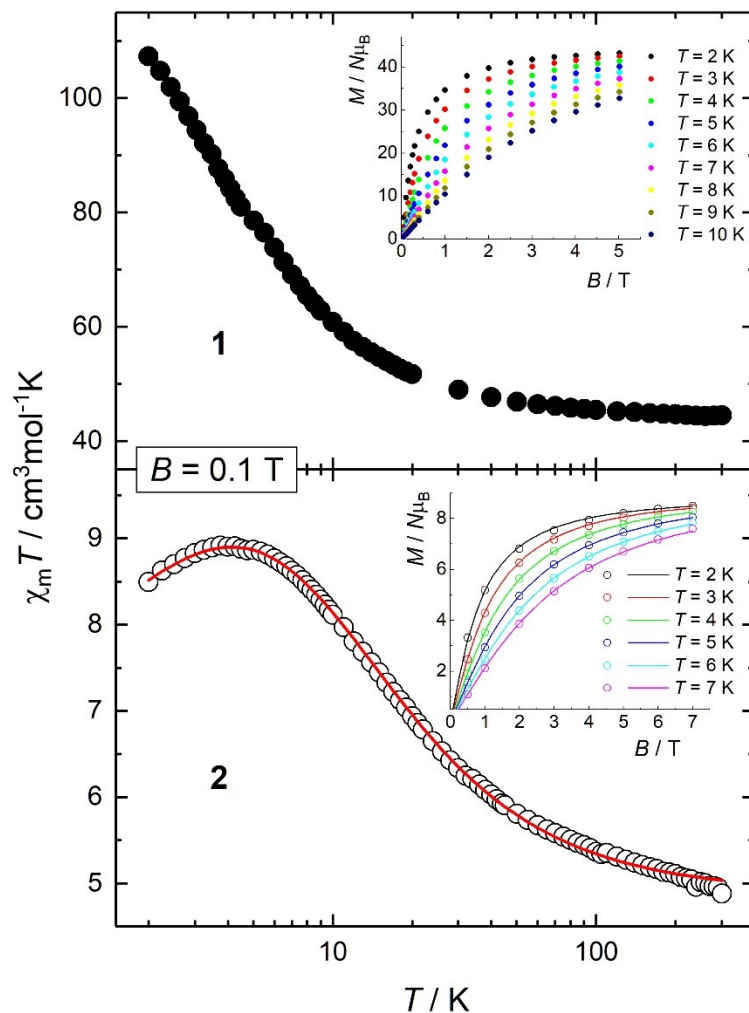 100
80
60
40
1
M / NμB
40
30
20
10
0
0 1 2 3 4 5
B / T
T = 2 K
T = 3 K
T = 4 K
T = 5 K
T = 6 K
T = 7 K
T = 8 K
T = 9 K
T = 10 K
χmT / cm³mol⁻¹K
B = 0.1 T
9
8
7
6
5
2
M / NμB
8
6
4
2
0 1 2 3 4 5 6 7
B / T
T = 2 K
T = 3 K
T = 4 K
T = 5 K
T = 6 K
T = 7 K
10 100
T / K